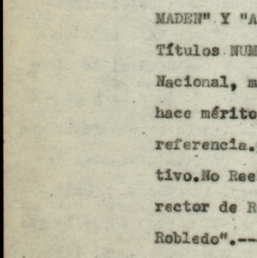 MADEN" Y "A
Títulos NUM
Nacional, m
hace mérito
referencia.
tivo.No Ree
rector de R
Robledo".--